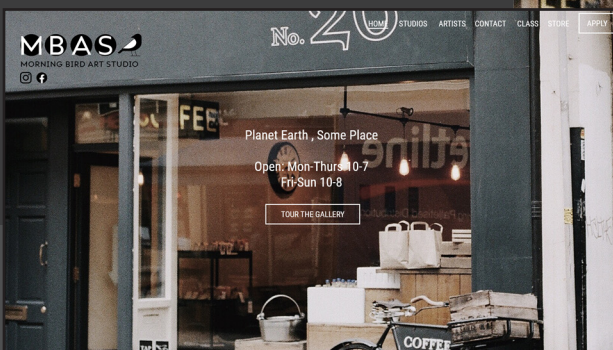 HOME STUDIOS ARTISTS CONTACT CLASS STORE APPLY
MBAS
MORNING BIRD ART STUDIO
No. 20
COFFEE
Planet Earth , Some Place
Open: Mon-Thurs 10-7
Fri-Sun 10-8
TOUR THE GALLERY
COFFEE